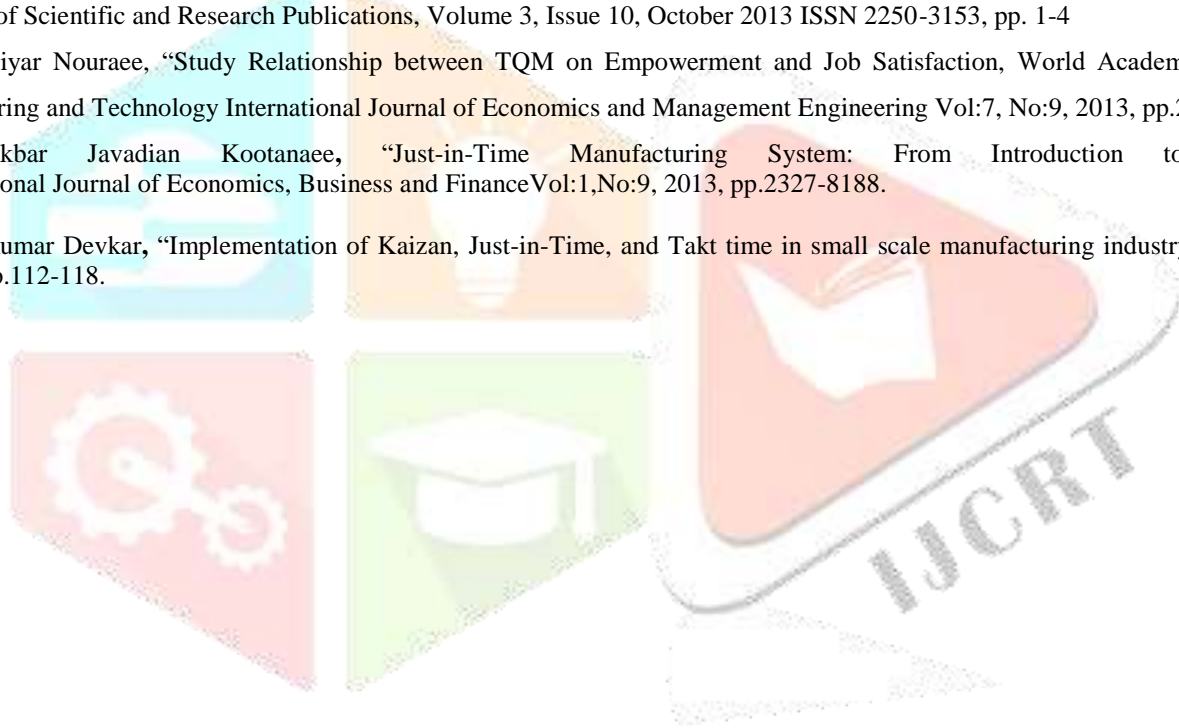 of Scientific and Research Publications, Volume 3, Issue 10, October 2013 ISSN 2250-3153, pp. 1-4
iyar Nouraee, “Study Relationship between TQM on Empowerment and Job Satisfaction, World Academ
ring and Technology International Journal of Economics and Management Engineering Vol:7, No:9, 2013, pp.2
kbar Javadian Kootanaee, “Just-in-Time Manufacturing System: From Introduction to
onal Journal of Economics, Business and FinanceVol:1,No:9, 2013, pp.2327-8188.
umar Devkar, “Implementation of Kaizan, Just-in-Time, and Takt time in small scale manufacturing industry
.112-118.
IJCRT